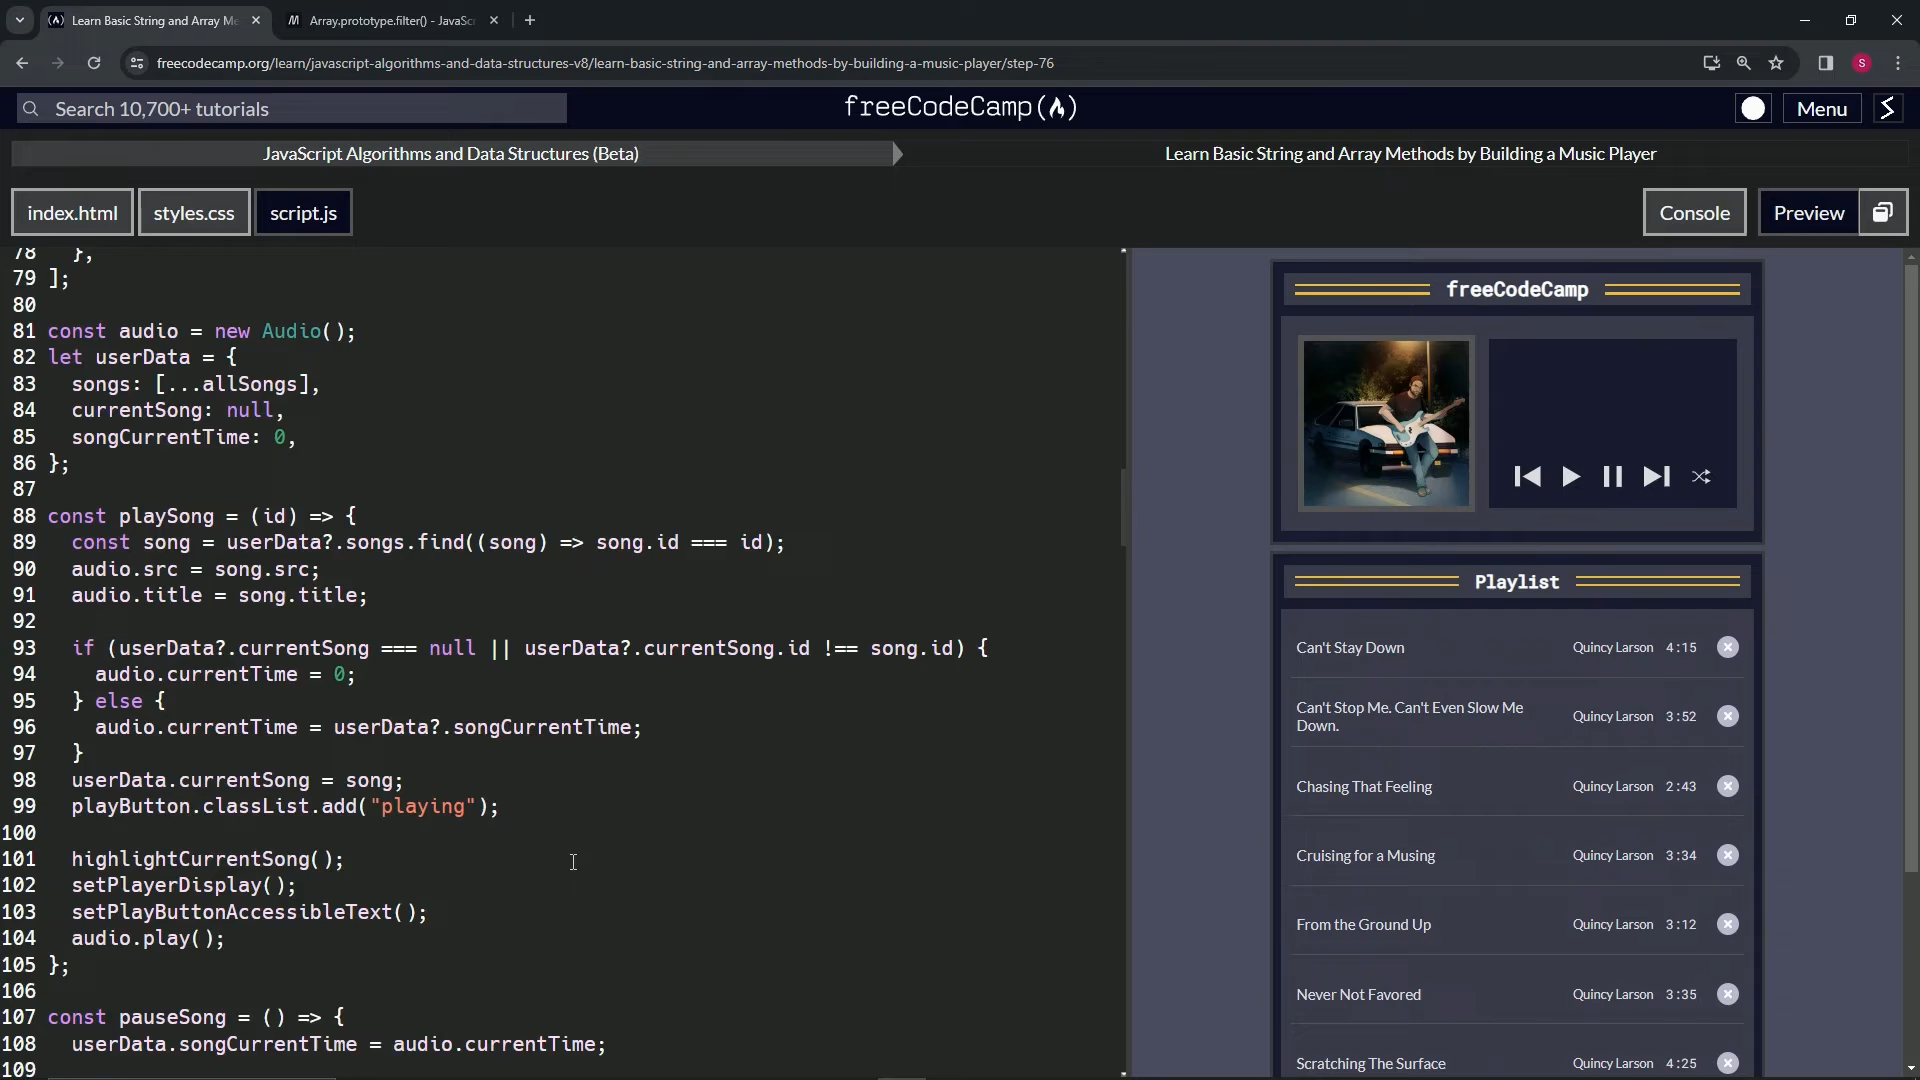 Learn Basic String and Array Me
Array.prototype.filter() - JavaSc
freecodecamp.org/learn/javascript-algorithms-and-data-structures-v8/learn-basic-string-and-array-methods-by-building-a-music-player/step-76
S
Search 10,700+ tutorials
freeCodeCamp
Menu
JavaScript Algorithms and Data Structures (Beta)
Learn Basic String and Array Methods by Building a Music Player
index.html
styles.css
script.js
Console
Preview
78   },
79 ];
80
81 const audio = new Audio();
82 let userData = {
83   songs: [...allSongs],
84   currentSong: null,
85   songCurrentTime: 0,
86 };
87
88 const playSong = (id) => {
89   const song = userData?.songs.find((song) => song.id === id);
90   audio.src = song.src;
91   audio.title = song.title;
92
93   if (userData?.currentSong === null || userData?.currentSong.id !== song.id) {
94     audio.currentTime = 0;
95   } else {
96     audio.currentTime = userData?.songCurrentTime;
97   }
98   userData.currentSong = song;
99   playButton.classList.add("playing");
100
101   highlightCurrentSong();
102   setPlayerDisplay();
103   setPlayButtonAccessibleText();
104   audio.play();
105 };
106
107 const pauseSong = () => {
108   userData.songCurrentTime = audio.currentTime;
109
freeCodeCamp
Playlist
Can't Stay Down Quincy Larson 4:15
Can't Stop Me. Can't Even Slow Me
Down. Quincy Larson 3:52
Chasing That Feeling Quincy Larson 2:43
Cruising for a Musing Quincy Larson 3:34
From the Ground Up Quincy Larson 3:12
Never Not Favored Quincy Larson 3:35
Scratching The Surface Quincy Larson 4:25